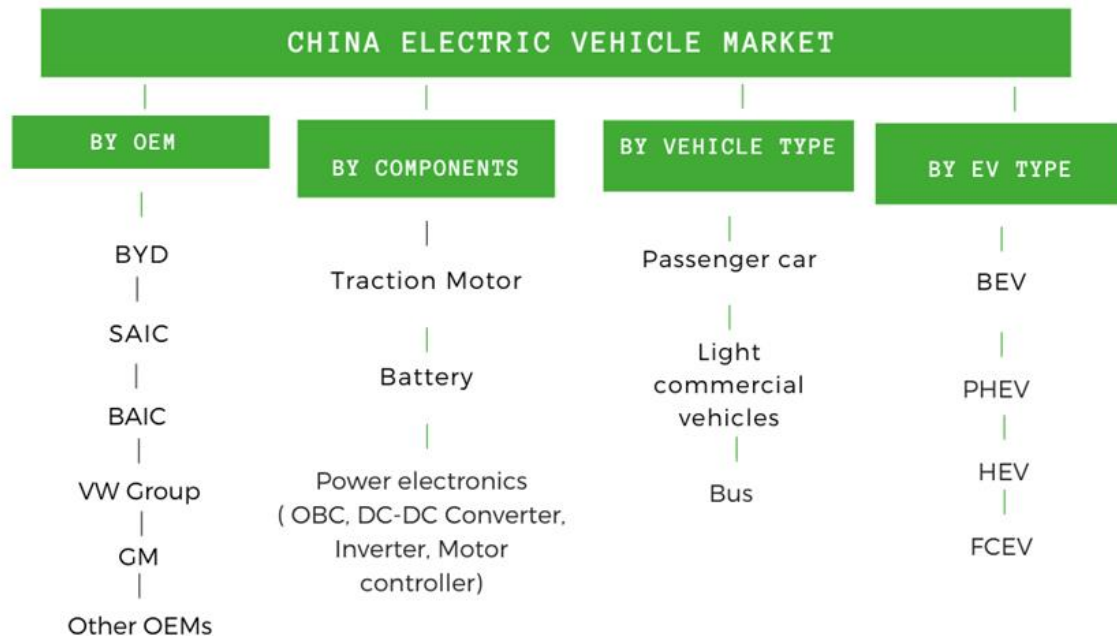 CHINA ELECTRIC VEHICLE MARKET
BY OEM
BYD
SAIC
BAIC
VW Group
GM
Other OEMs
BY COMPONENTS
Traction Motor
Battery
Power electronics
( OBC, DC-DC Converter,
Inverter, Motor
controller)
BY VEHICLE TYPE
Passenger car
Light
commercial
vehicles
Bus
BY EV TYPE
BEV
PHEV
HEV
FCEV